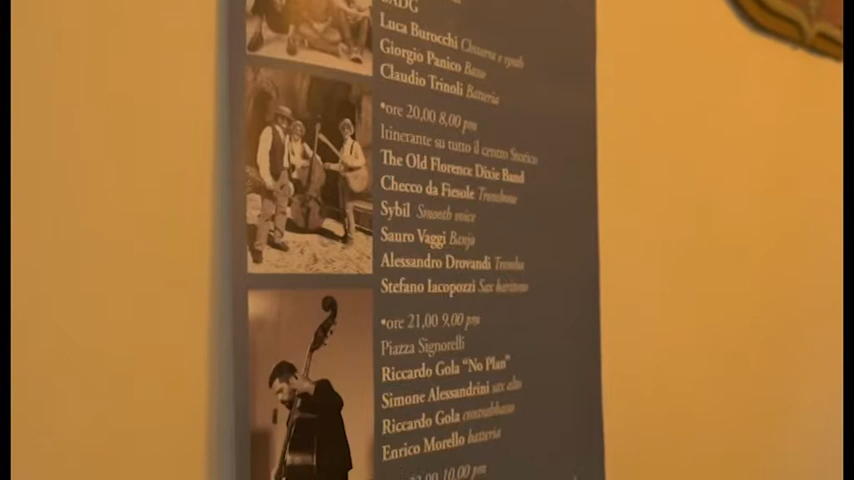 Luca Burocchi Chitarra e synth
Giorgio Panico Basso
Claudio Trinoli Batteria
*ore 20,00 8,00 pm
Itinerante su tutto il centro Storico
The Old Florence Dixie Band
Checco da Fiesole Trombone
Sybil Smooth voice
Sauro Vaggi Banjo
Alessandro Drovandi Tromba
Stefano Iacopozzi Sax baritono
*ore 21,00 9,00 pm
Piazza Signorelli
Riccardo Gola “No Plan”
Simone Alessandrini sax alto
Riccardo Gola contrabbasso
Enrico Morello batteria
10,00 pm